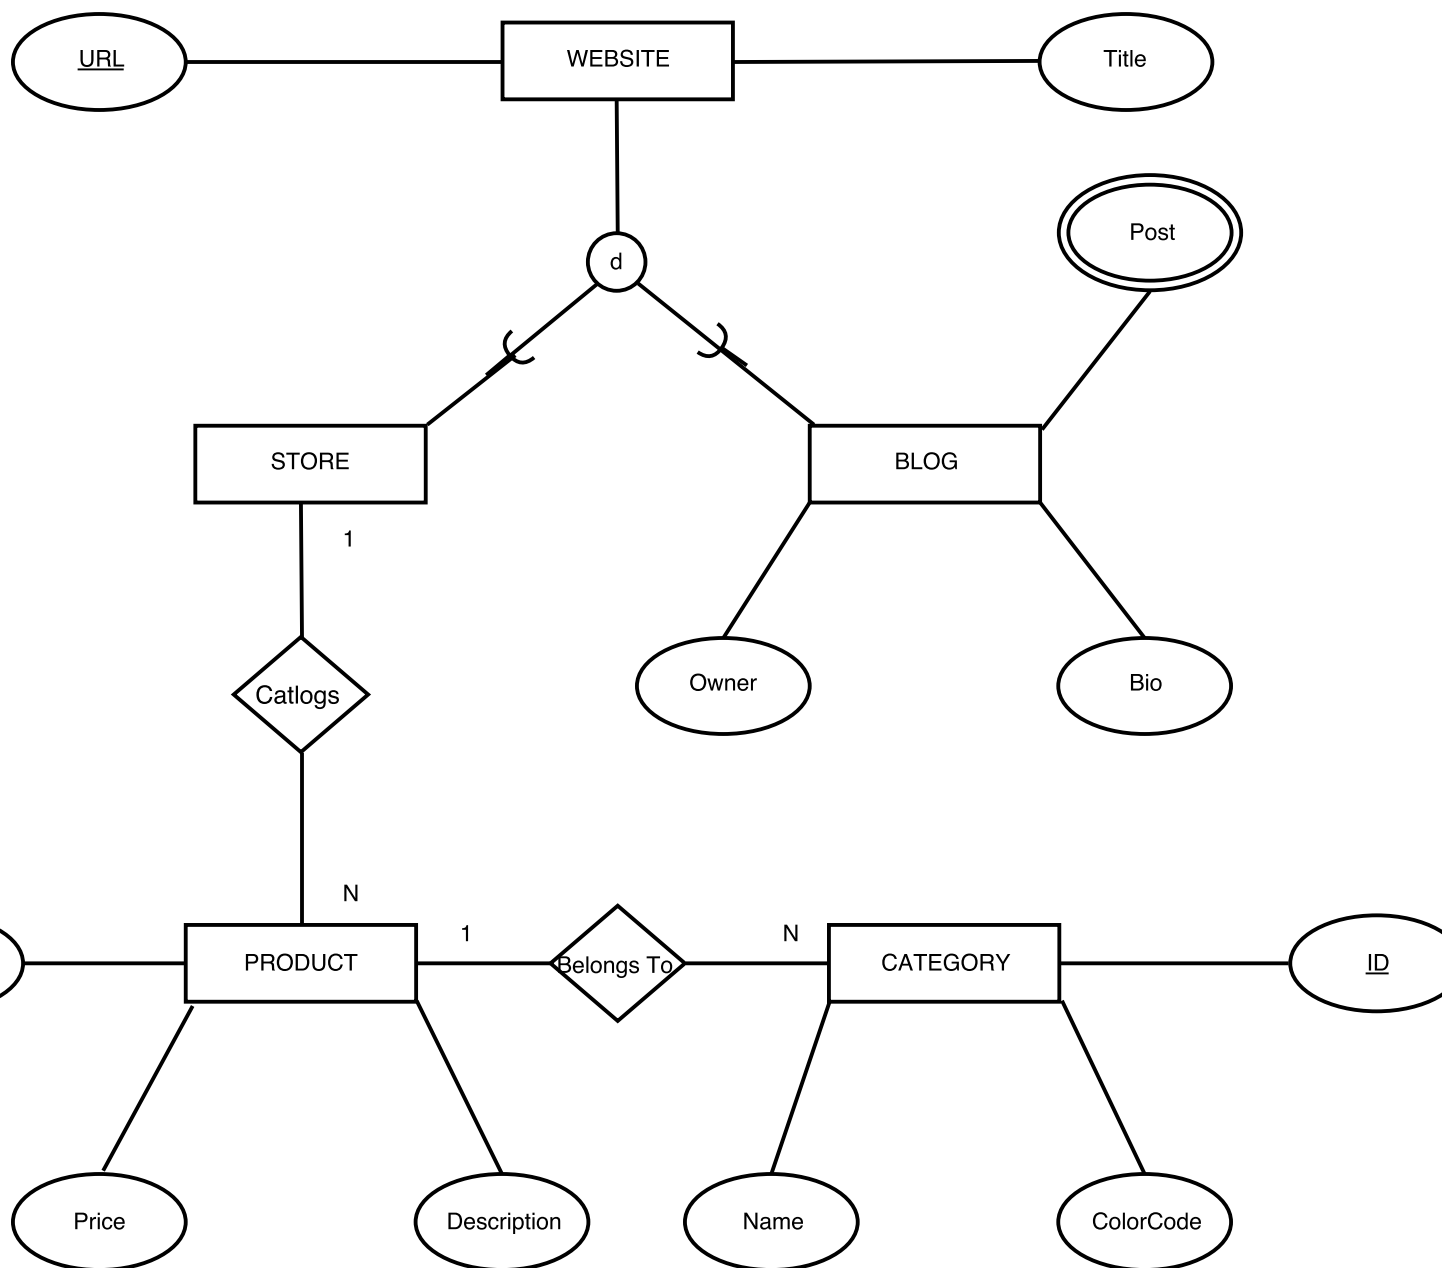 URL
WEBSITE
Title
Post
d
STORE
BLOG
1
Catlogs
Owner
Bio
N
1
N
PRODUCT
Belongs To
CATEGORY
ID
Price
Description
Name
ColorCode